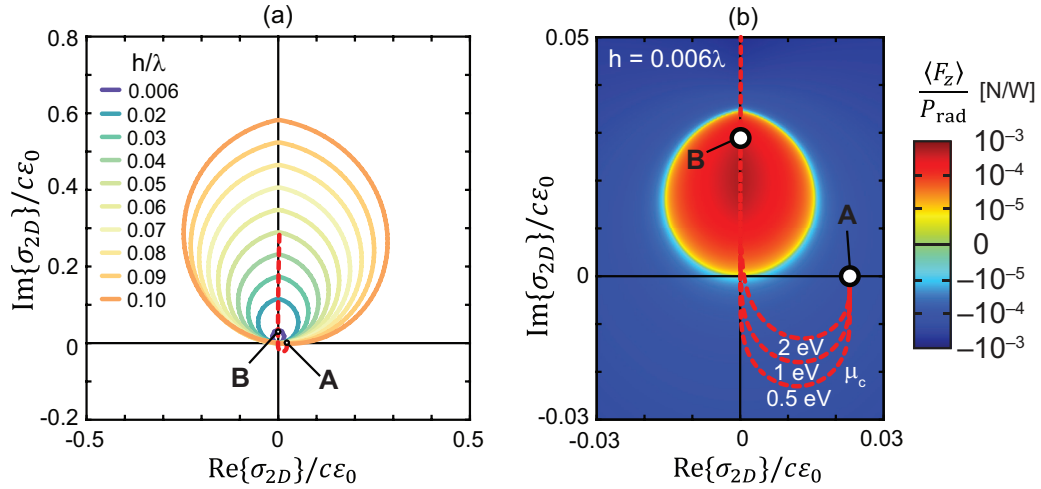 (a)
(b)
0.8
0.6
0.4
0.2
0
-0.2
-0.5
0
0.5
Im{σ2D}/cε0
Re{σ2D}/cε0
h/λ
0.006
0.02
0.03
0.04
0.05
0.06
0.07
0.08
0.09
0.10
B
A
0.05
0
-0.03
-0.03
0
0.03
Im{σ2D}/cε0
Re{σ2D}/cε0
h = 0.006λ
B
A
2 eV
1 eV
0.5 eV
μc
⟨Fz⟩
Prad
[N/W]
10−3
10−4
10−5
0
−10−5
−10−4
−10−3